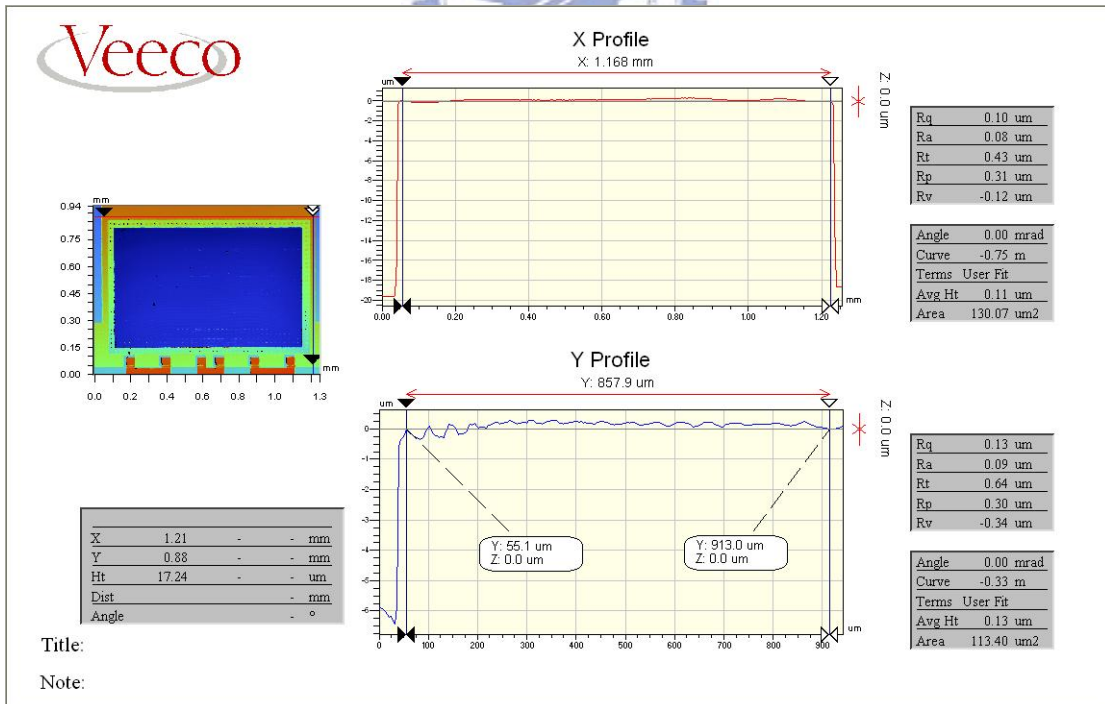 Veeco
X Profile
X: 1.168 mm
um
Z: 0.0 um
0
-2
-4
-6
-8
-10
-12
-14
-16
-18
-20
mm
0.00 0.20 0.40 0.60 0.80 1.00 1.20
Rq 0.10 um
Ra 0.08 um
Rt 0.43 um
Rp 0.31 um
Rv -0.12 um
Angle 0.00 mrad
Curve -0.75 m
Terms User Fit
Avg Ht 0.11 um
Area 130.07 um2
mm
0.94
0.75
0.60
0.45
0.30
0.15
0.00
mm
0.0 0.2 0.4 0.6 0.8 1.0 1.3
Y Profile
Y: 857.9 um
um
Z: 0.0 um
0
-1
-2
-3
-4
-5
-6
um
0 100 200 300 400 500 600 700 800 900
Y: 55.1 um
Z: 0.0 um
Y: 913.0 um
Z: 0.0 um
Rq 0.13 um
Ra 0.09 um
Rt 0.64 um
Rp 0.30 um
Rv -0.34 um
Angle 0.00 mrad
Curve -0.33 m
Terms User Fit
Avg Ht 0.13 um
Area 113.40 um2
X 1.21 - - mm
Y 0.88 - - mm
Ht 17.24 - - um
Dist - mm
Angle - °
Title:
Note: